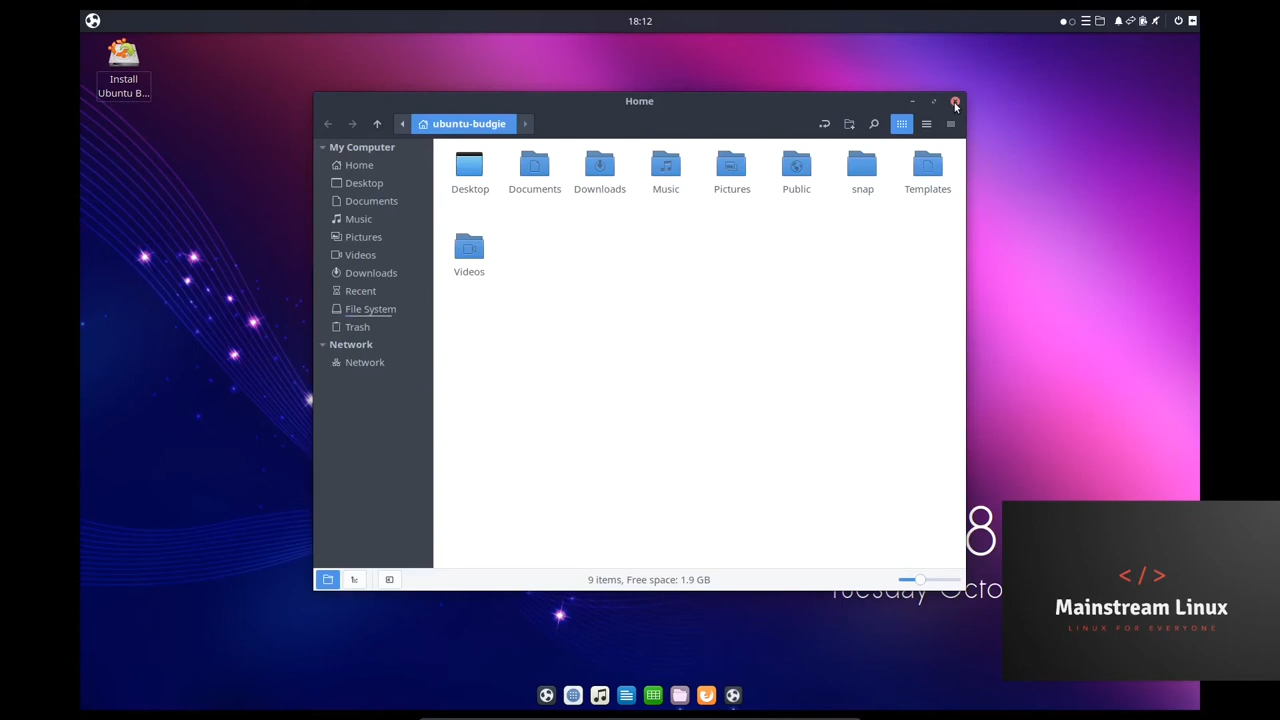 18:12
Install
Ubuntu B...
Home
ubuntu-budgie
My Computer
Home
Desktop
Documents
Music
Pictures
Videos
Downloads
Recent
File System
Trash
Network
Network
Desktop
Documents
Downloads
Music
Pictures
Public
snap
Templates
Videos
9 items, Free space: 1.9 GB
8
Tuesday Octo
</>
Mainstream Linux
LINUX FOR EVERYONE